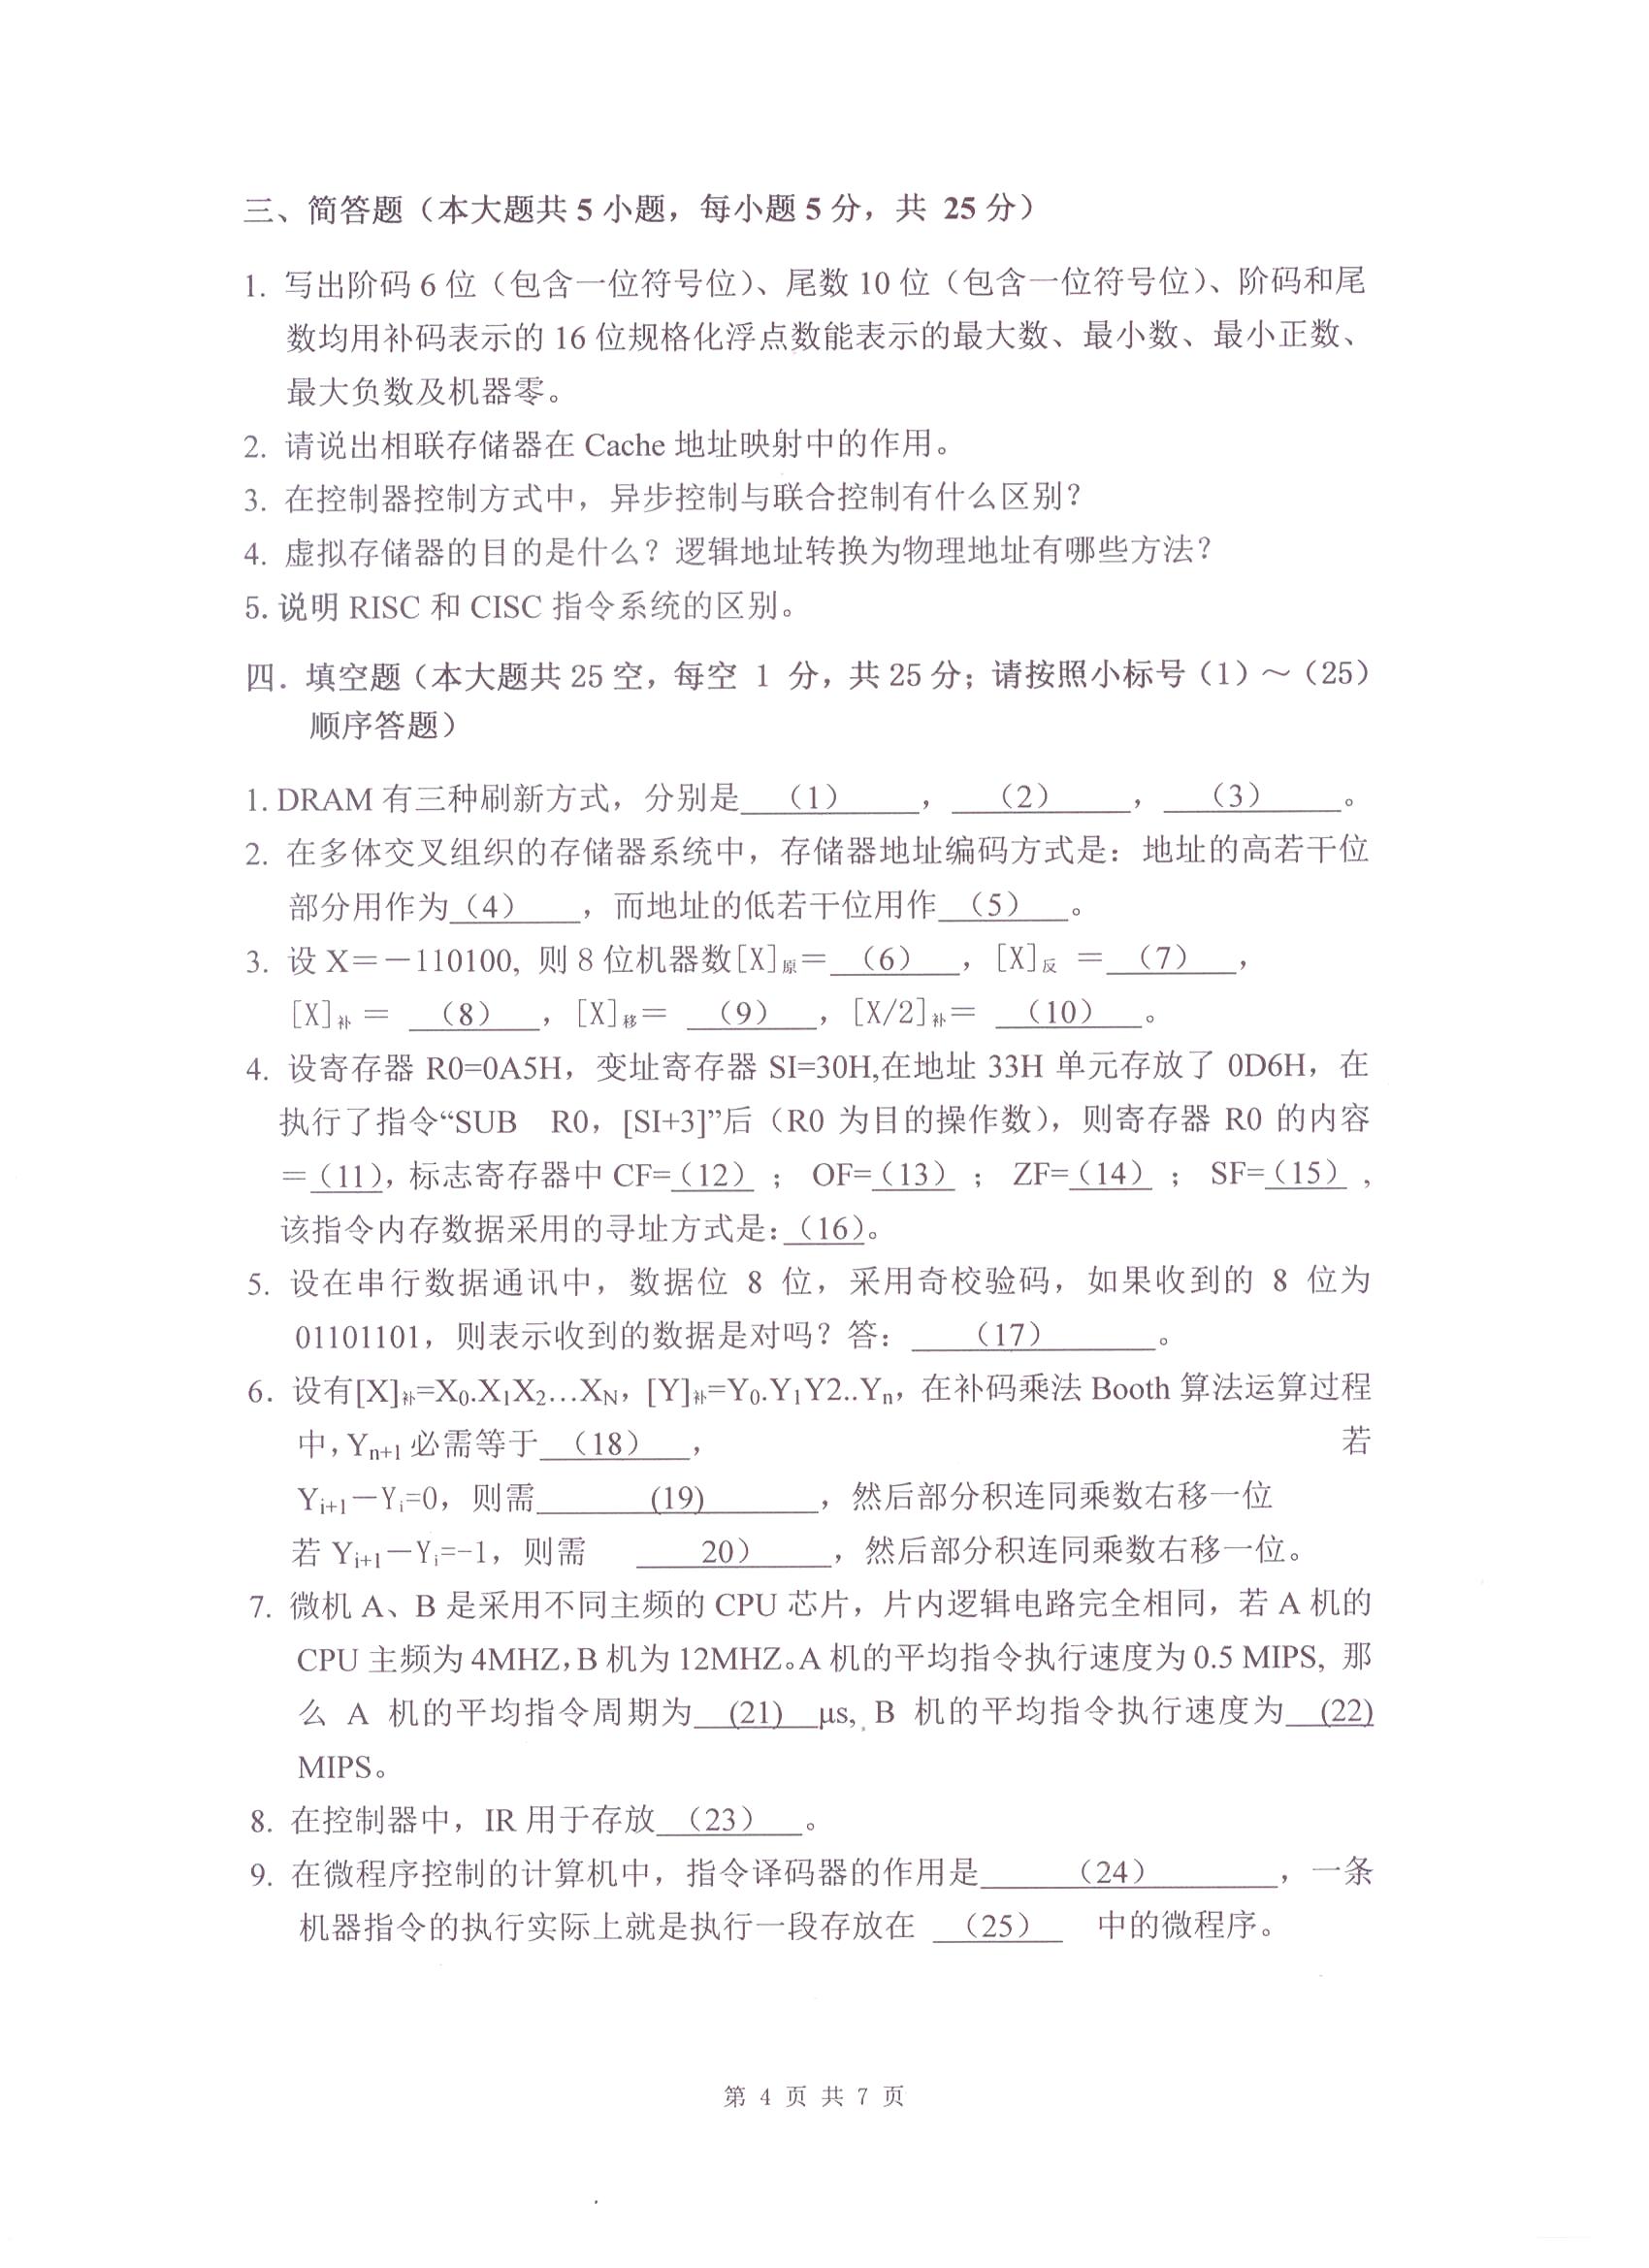 三、简答题（本大题共 5 小题，每小题 5 分，共 25 分）
1. 写出阶码 6 位（包含一位符号位）、尾数 10 位（包含一位符号位）、阶码和尾
数均用补码表示的 16 位规格化浮点数能表示的最大数、最小数、最小正数、
最大负数及机器零。
2. 请说出相联存储器在 Cache 地址映射中的作用。
3. 在控制器控制方式中，异步控制与联合控制有什么区别？
4. 虚拟存储器的目的是什么？逻辑地址转换为物理地址有哪些方法？
5. 说明 RISC 和 CISC 指令系统的区别。
四．填空题（本大题共 25 空，每空 1 分，共 25 分；请按照小标号（1）～（25）
顺序答题）
1. DRAM 有三种刷新方式，分别是 （1） ， （2） ， （3） 。
2. 在多体交叉组织的存储器系统中，存储器地址编码方式是：地址的高若干位
部分用作为（4） ，而地址的低若干位用作 （5） 。
3. 设 X＝－110100, 则 8 位机器数[X]原＝ （6） ，[X]反 ＝ （7） ，
[X]补 ＝ （8） ，[X]移＝ （9） ，[X/2]补＝ （10） 。
4. 设寄存器 R0=0A5H，变址寄存器 SI=30H,在地址 33H 单元存放了 0D6H，在
执行了指令“SUB R0，[SI+3]”后（R0 为目的操作数），则寄存器 R0 的内容
＝（11），标志寄存器中 CF=（12） ； OF=（13） ； ZF=（14） ； SF=（15） ，
该指令内存数据采用的寻址方式是：（16）。
5. 设在串行数据通讯中，数据位 8 位，采用奇校验码，如果收到的 8 位为
01101101，则表示收到的数据是对吗？答： （17） 。
6. 设有[X]补=X0.X1X2…XN，[Y]补=Y0.Y1Y2..Yn，在补码乘法 Booth 算法运算过程
中，Yn+1 必需等于 （18） ， 若
Yi+1－Yi=0，则需 (19) ，然后部分积连同乘数右移一位
若 Yi+1－Yi=-1，则需 20） ，然后部分积连同乘数右移一位。
7. 微机 A、B 是采用不同主频的 CPU 芯片，片内逻辑电路完全相同，若 A 机的
CPU 主频为 4MHZ，B 机为 12MHZ。A 机的平均指令执行速度为 0.5 MIPS, 那
么 A 机的平均指令周期为 (21) μs, B 机的平均指令执行速度为 (22)
MIPS。
8. 在控制器中，IR 用于存放 （23） 。
9. 在微程序控制的计算机中，指令译码器的作用是 （24） ，一条
机器指令的执行实际上就是执行一段存放在 （25） 中的微程序。
第 4 页 共 7 页